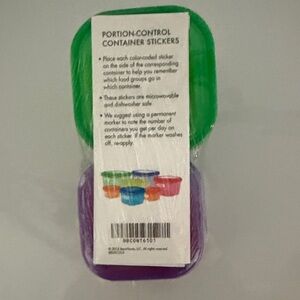 PORTION-CONTROL
CONTAINER STICKERS
• Place each color-coded sticker
on the side of the corresponding
container to help you remember
which food groups go in
which container.
• These stickers are microwavable
and dishwasher safe.
• We suggest using a permanent
marker to note the number of
containers you get per day on
each sticker. If the marker washes
off, re-apply.
BBCONT6101